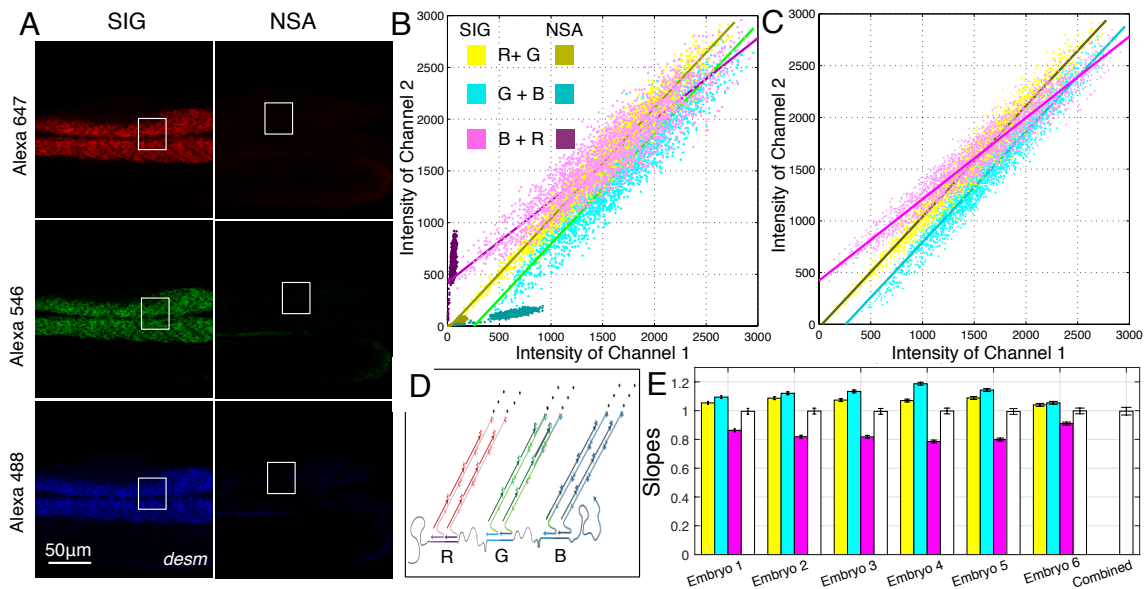 A
SIG
NSA
Alexa 647
Alexa 546
Alexa 488
50μm
desm
B
SIG
NSA
R+ G
G + B
B + R
3000
2500
2000
1500
1000
500
0
0
500
1000
1500
2000
2500
3000
Intensity of Channel 2
Intensity of Channel 1
C
3000
2500
2000
1500
1000
500
0
0
500
1000
1500
2000
2500
3000
Intensity of Channel 2
Intensity of Channel 1
D
R
G
B
E
1.2
1
0.8
0.6
0.4
0.2
0
Slopes
Embryo 1
Embryo 2
Embryo 3
Embryo 4
Embryo 5
Embryo 6
Combined